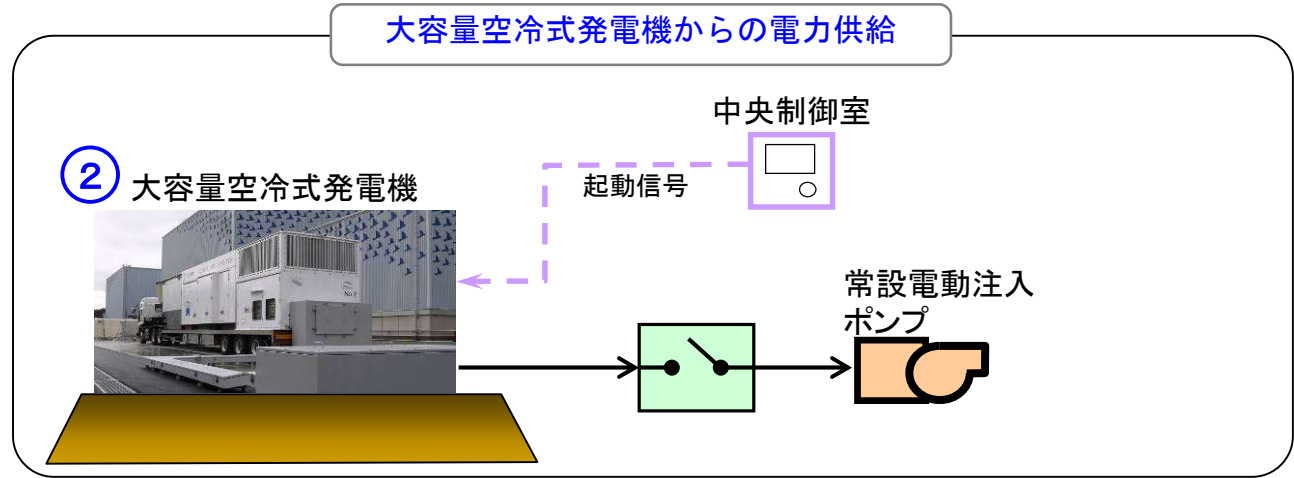 大容量空冷式発電機からの電力供給
中央制御室
②
大容量空冷式発電機
起動信号
常設電動注入
ポンプ